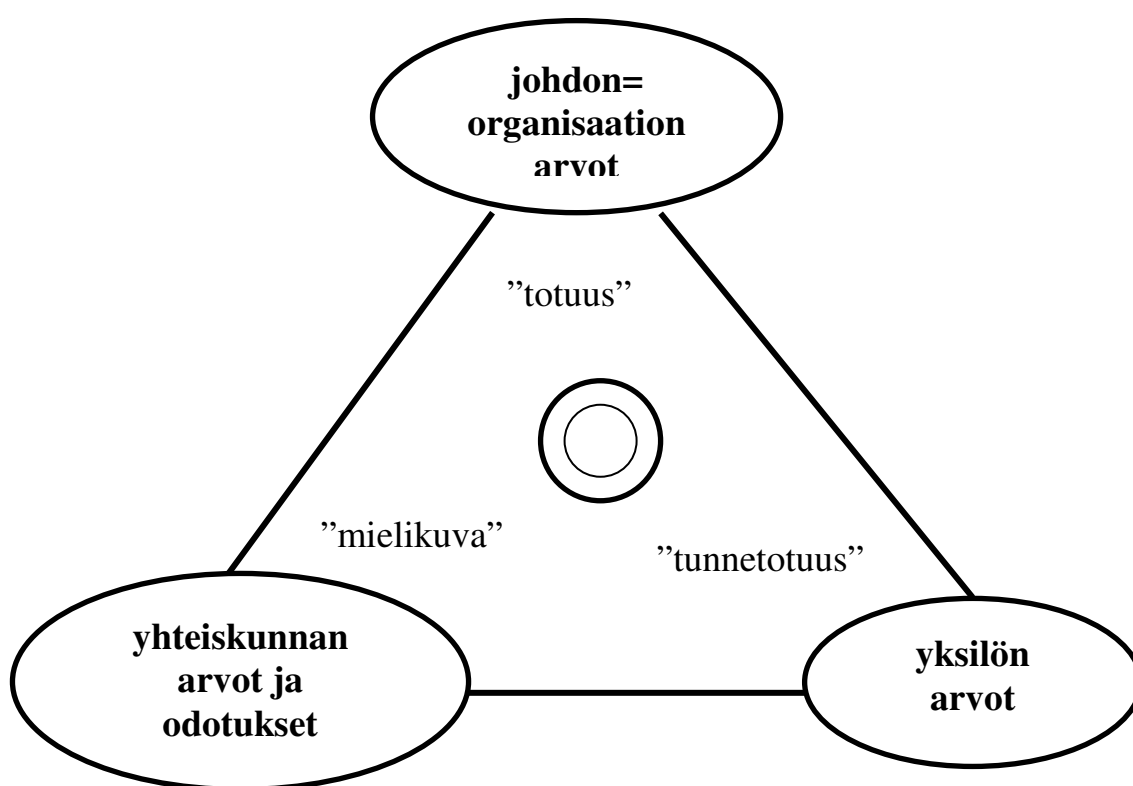 johdon=
organisaation
arvot
”totuus”
”mielikuva”
”tunnetotuus”
yhteiskunnan
arvot ja
odotukset
yksilön
arvot